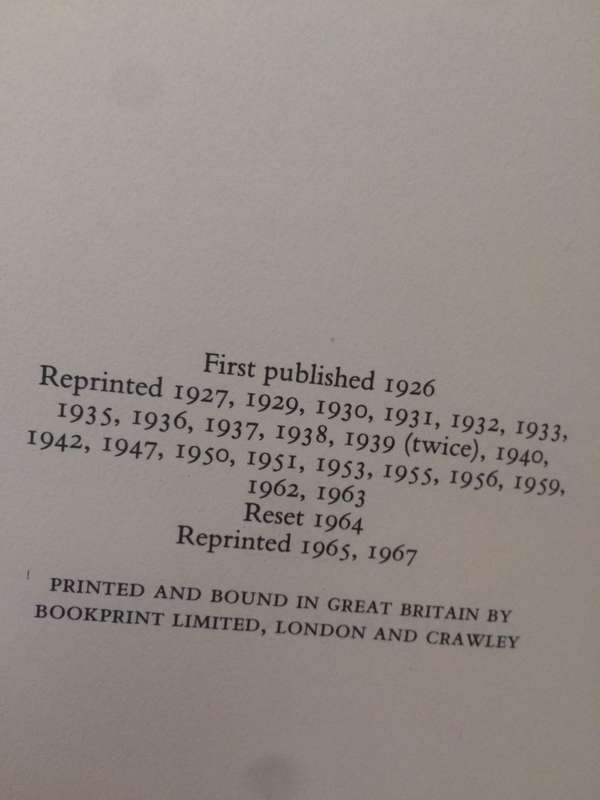 First published 1926
Reprinted 1927, 1929, 1930, 1931, 1932, 1933,
1935, 1936, 1937, 1938, 1939 (twice), 1940,
1942, 1947, 1950, 1951, 1953, 1955, 1956, 1959,
1962, 1963
Reset 1964
Reprinted 1965, 1967
PRINTED AND BOUND IN GREAT BRITAIN BY
BOOKPRINT LIMITED, LONDON AND CRAWLEY